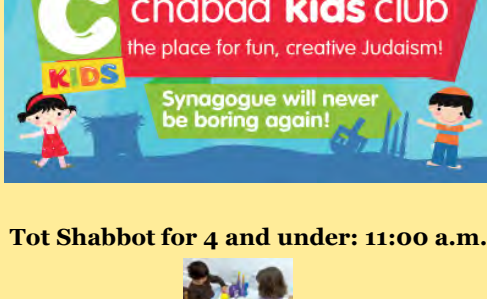 C
chabad kids club
KIDS
the place for fun, creative Judaism!
Synagogue will never
be boring again!
Tot Shabbot for 4 and under: 11:00 a.m.